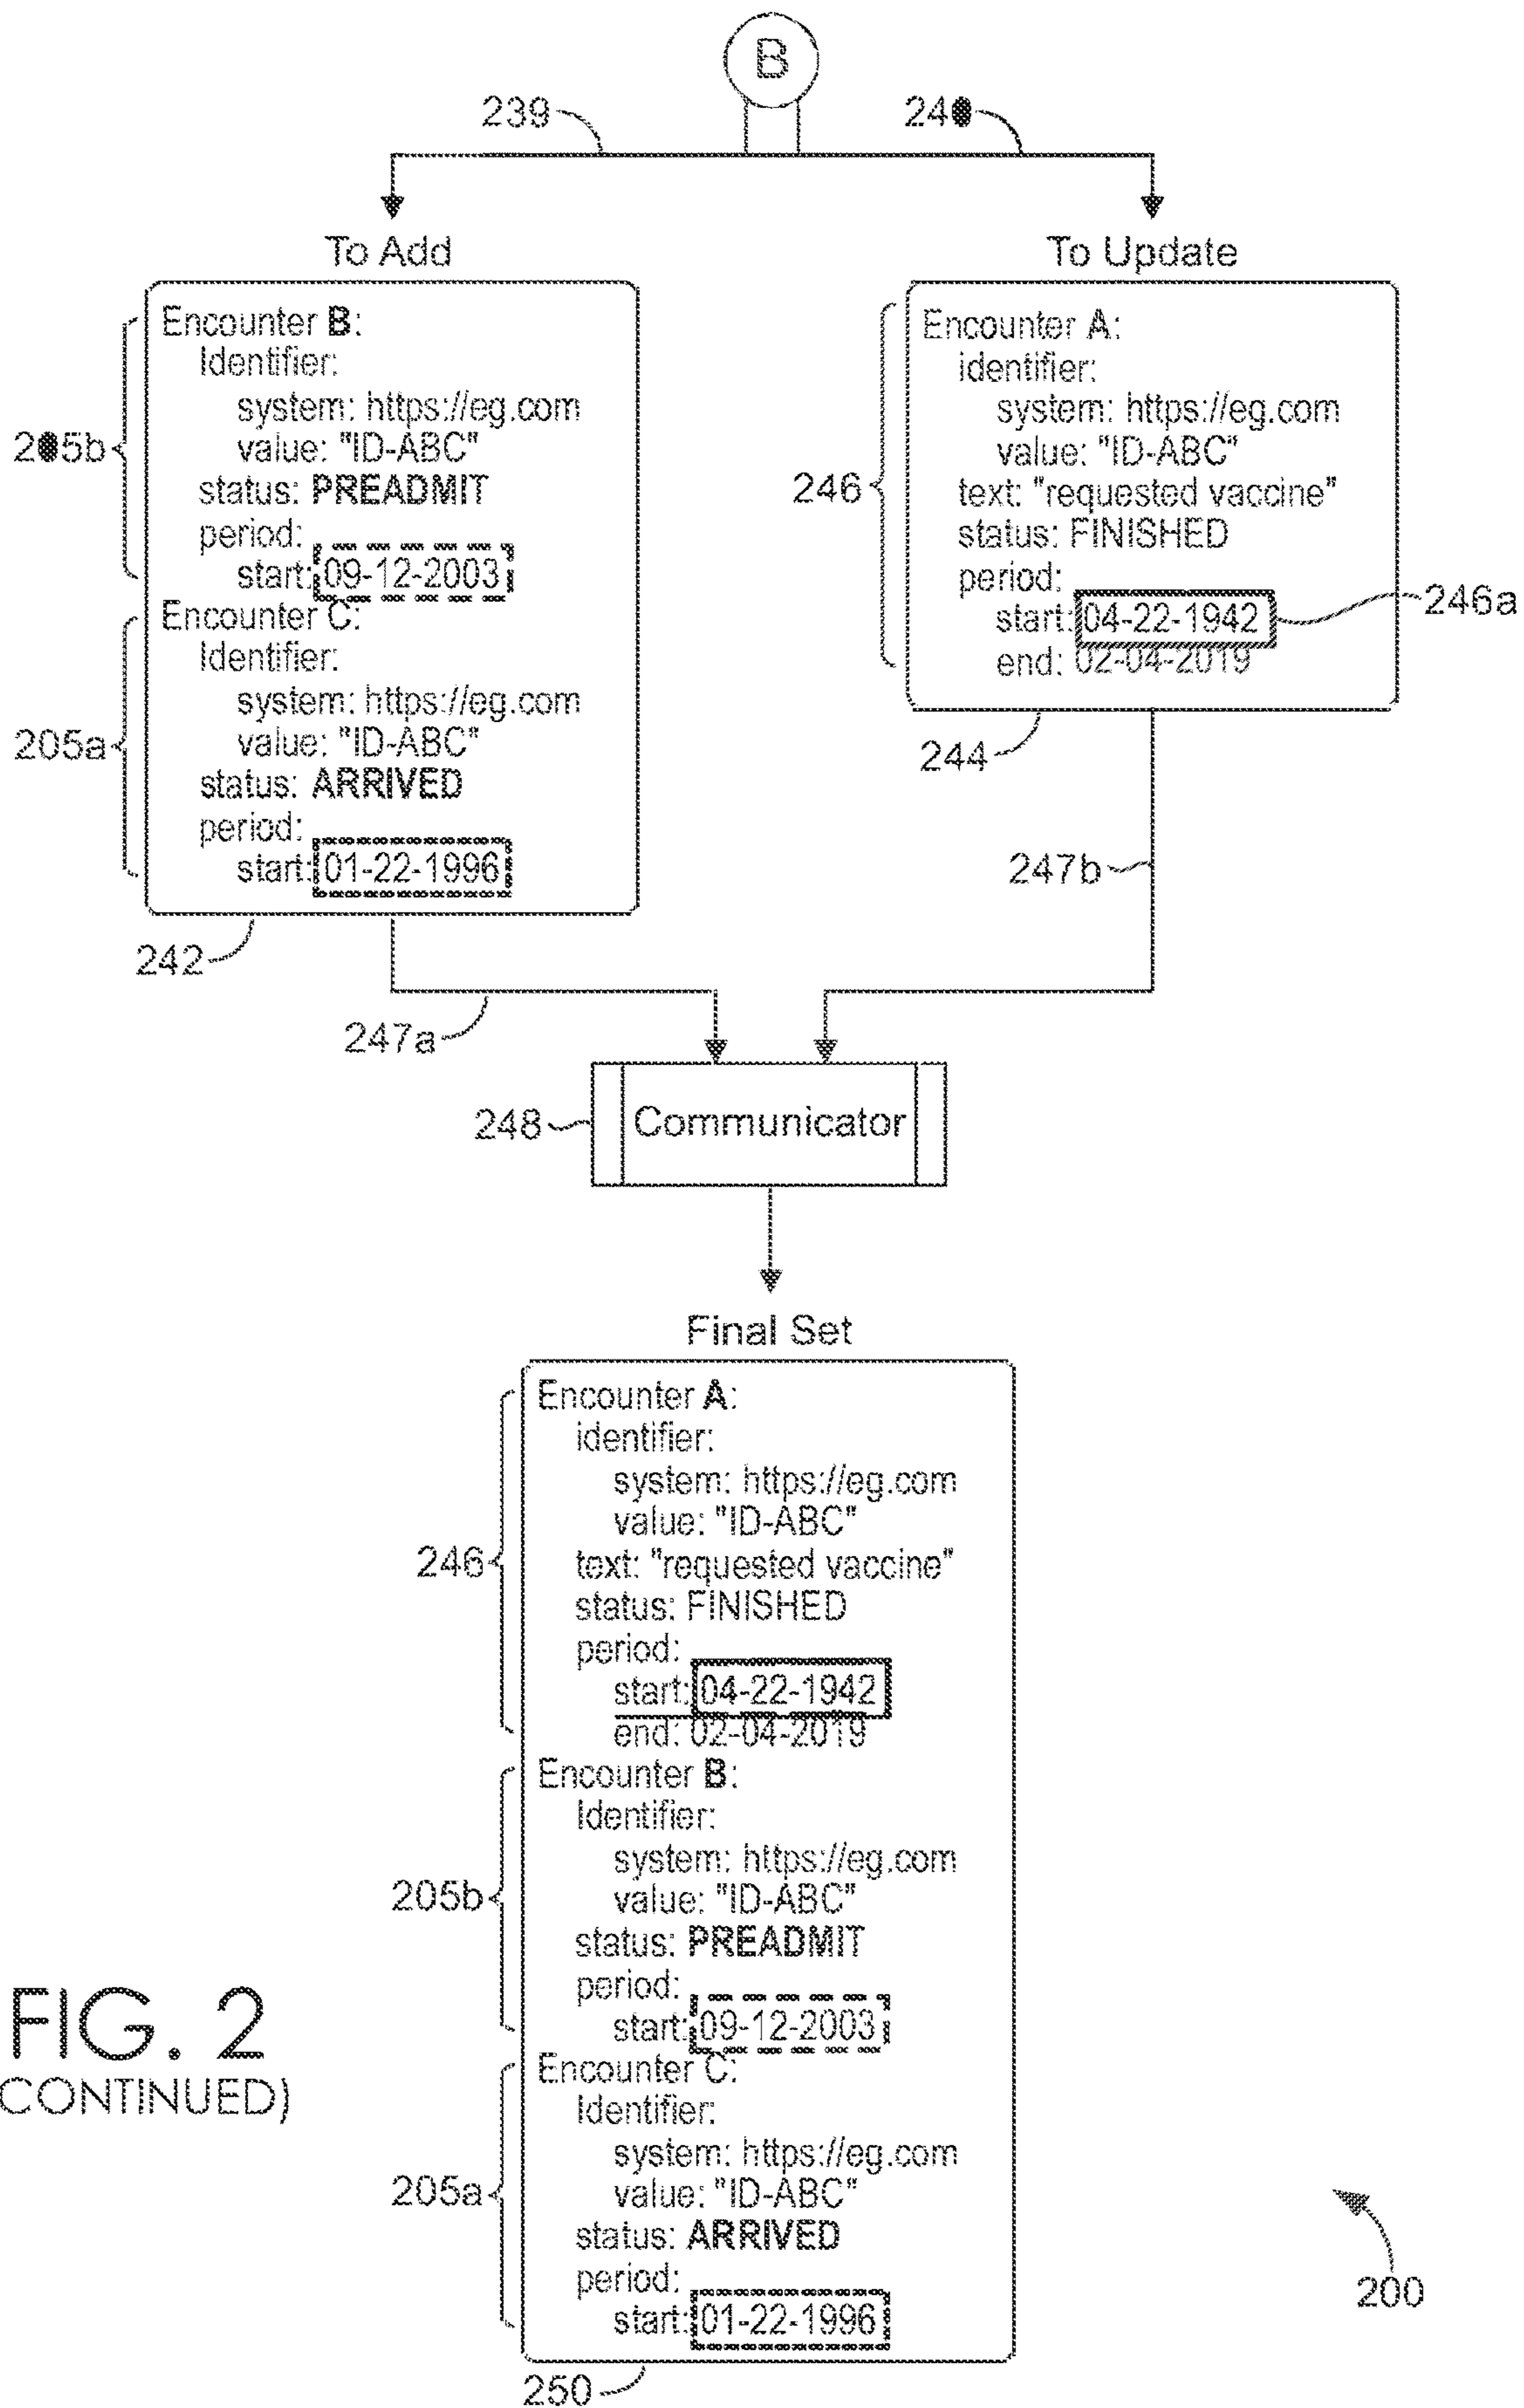 B
239
240
To Add
To Update
Encounter B:
Identifier:
system: https://eg.com
value: "ID-ABC"
status: PREADMIT
period:
start: 09-12-2003
Encounter C:
Identifier:
system: https://eg.com
value: "ID-ABC"
status: ARRIVED
period:
start: 01-22-1996
205b
205a
242
Encounter A:
identifier:
system: https://eg.com
value: "ID-ABC"
text: "requested vaccine"
status: FINISHED
period:
start: 04-22-1942
end: 02-04-2019
246
246a
244
247a
247b
248
Communicator
Final Set
Encounter A:
identifier:
system: https://eg.com
value: "ID-ABC"
text: "requested vaccine"
status: FINISHED
period:
start: 04-22-1942
end: 02-04-2019
Encounter B:
Identifier:
system: https://eg.com
value: "ID-ABC"
status: PREADMIT
period:
start: 09-12-2003
Encounter C:
Identifier:
system: https://eg.com
value: "ID-ABC"
status: ARRIVED
period:
start: 01-22-1996
246
205b
205a
250
FIG. 2
CONTINUED)
200